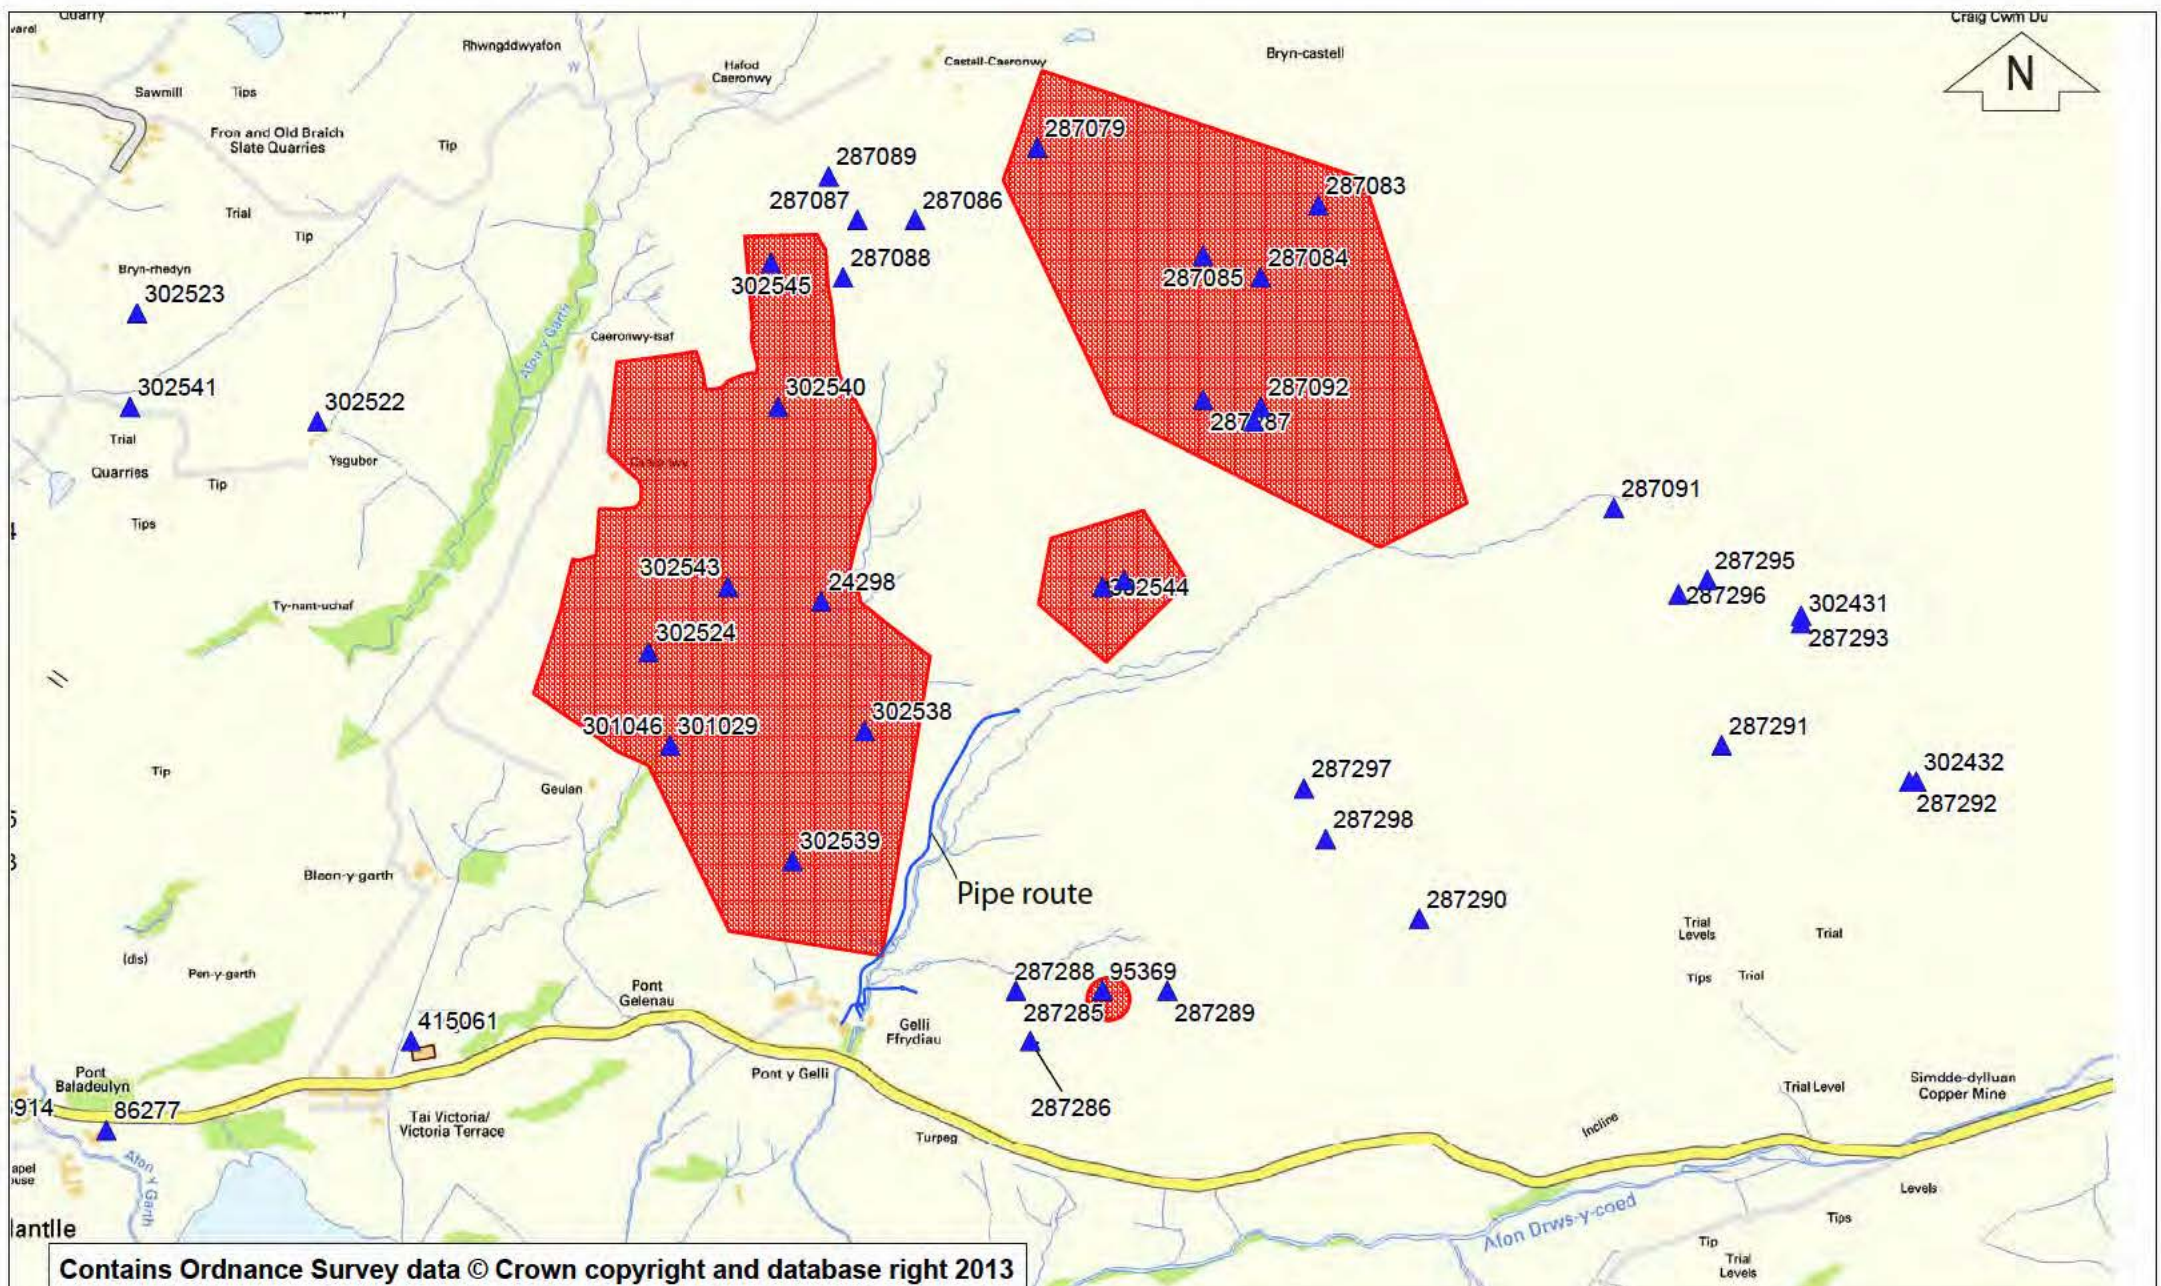 Quarry
Craig Cwm Du
Rhwngddwyafon
W
Hafod
Caeronwy
Castell-Caeronwy
Bryn-castell
N
Sawmill
Tips
Fron and Old Braich
Slate Quarries
Tip
287079
287089
287087
287086
287083
Trial
Tip
287088
287085
287084
302545
Bryn-rhedyn
302523
Afon y Garth
Caeronwy-isaf
302541
302522
302540
287092
Trial
Quarries
Tip
Ysgubor
Tips
Caeronwy
287091
302543
24298
302544
287295
287296
302431
287293
Ty-nant-uchaf
302524
301046
301029
302538
287291
302432
287292
Tip
Geulan
287297
287298
302539
Blaen-y-garth
Pipe route
287290
Trial
Levels
Trial
(dis)
Pen-y-garth
Pont
Gelenau
287288
95369
287285
287289
Tips
Trial
415061
Gelli
Ffrydiau
Pont
Baladeulyn
Pont y Gelli
287286
Trial Level
Simdde-dylluan
Copper Mine
6914
86277
Tai Victoria/
Victoria Terrace
Turpeg
Incline
Afon y Garth
Levels
Afon Drws-y-coed
Tips
Tip
Trial
Levels
lantlle
Contains Ordnance Survey data © Crown copyright and database right 2013